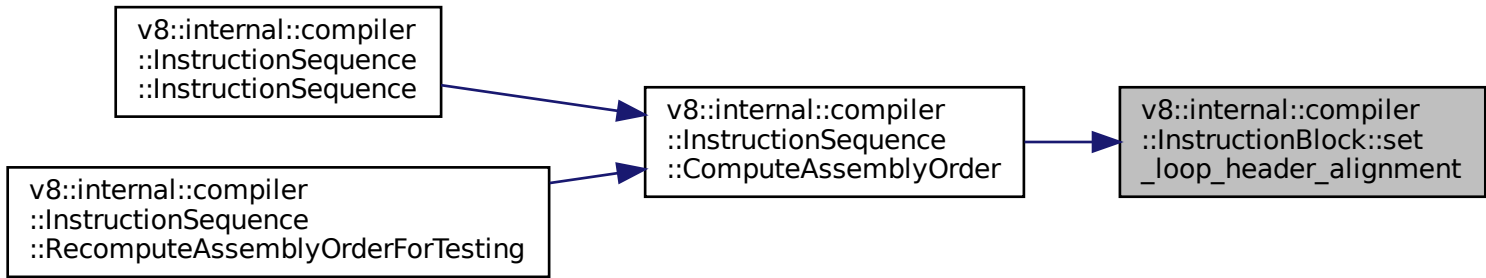 v8::internal::compiler
::InstructionSequence
::InstructionSequence
v8::internal::compiler
::InstructionSequence
::RecomputeAssemblyOrderForTesting
v8::internal::compiler
::InstructionSequence
::ComputeAssemblyOrder
v8::internal::compiler
::InstructionBlock::set
_loop_header_alignment